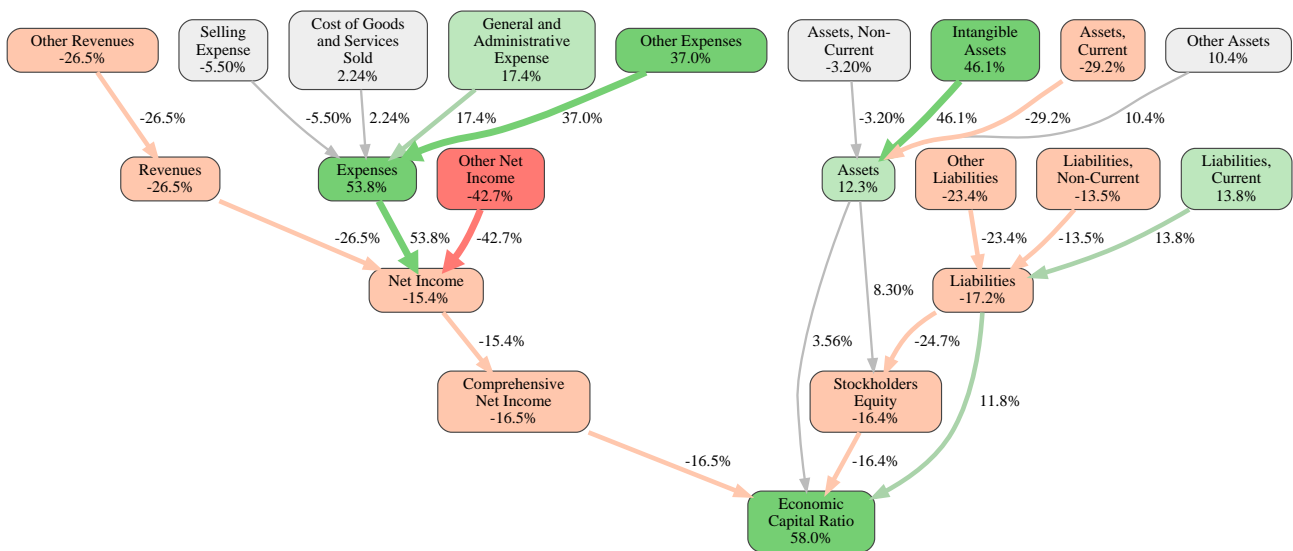 Other Revenues
-26.5%
Selling
Expense
-5.50%
Cost of Goods
and Services
Sold
2.24%
General and
Administrative
Expense
17.4%
Other Expenses
37.0%
Assets, Non-
Current
-3.20%
Intangible
Assets
46.1%
Assets,
Current
-29.2%
Other Assets
10.4%
-26.5%
-5.50%
2.24%
17.4%
37.0%
-3.20%
46.1%
-29.2%
10.4%
Revenues
-26.5%
Expenses
53.8%
Other Net
Income
-42.7%
Assets
12.3%
Other
Liabilities
-23.4%
Liabilities,
Non-Current
-13.5%
Liabilities,
Current
13.8%
-26.5%
53.8%
-42.7%
-23.4%
-13.5%
13.8%
Net Income
-15.4%
8.30%
Liabilities
-17.2%
-15.4%
3.56%
-24.7%
Comprehensive
Net Income
-16.5%
Stockholders
Equity
-16.4%
11.8%
-16.5%
-16.4%
Economic
Capital Ratio
58.0%